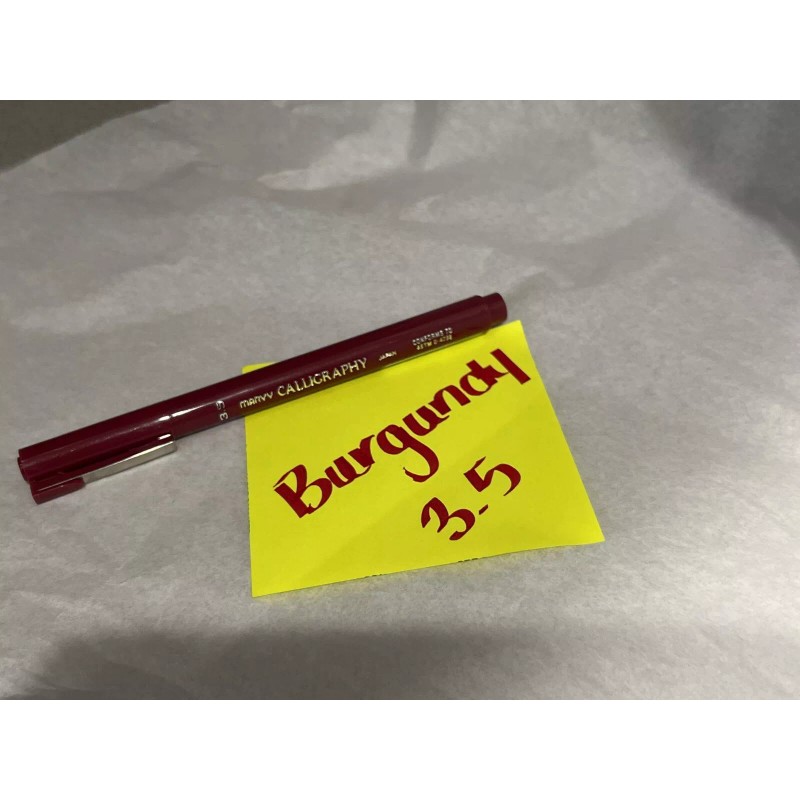 3.5
marvy CALLIGRAPHY JAPAN
CONFORMS TO
ASTM D-4236
Burgundy
3.5